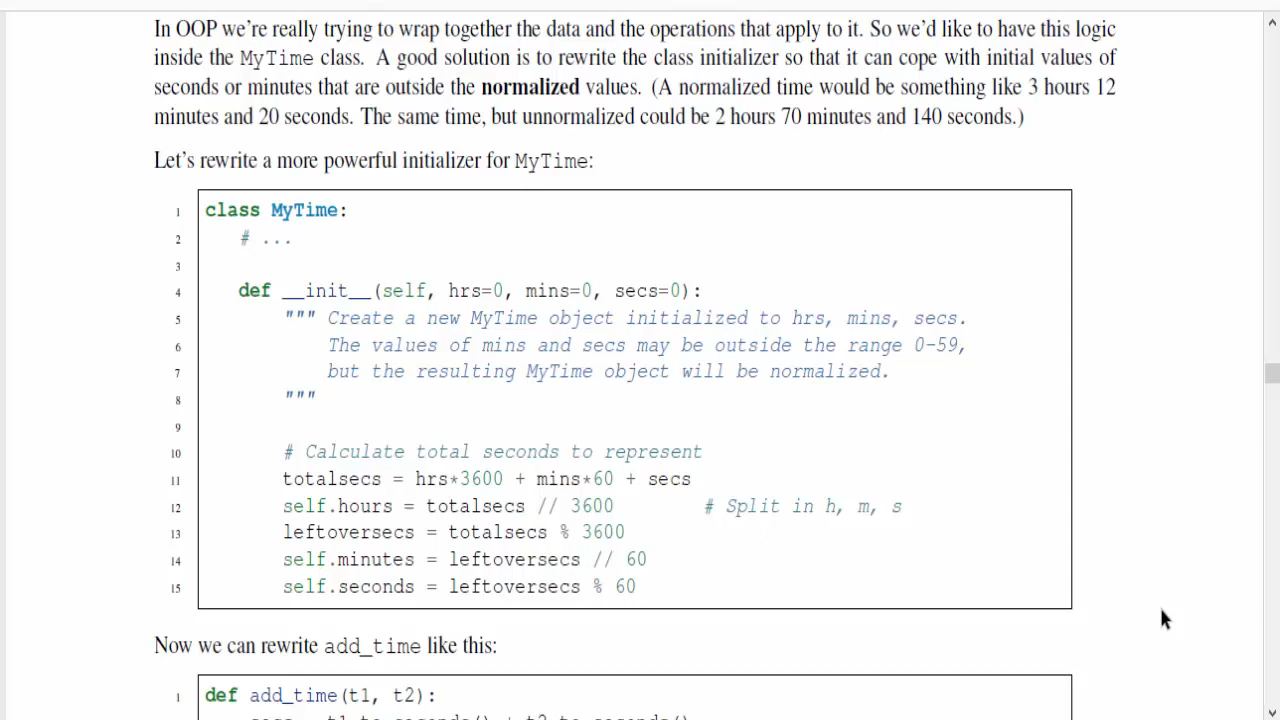 In OOP we're really trying to wrap together the data and the operations that apply to it. So we'd like to have this logic
inside the MyTime class. A good solution is to rewrite the class initializer so that it can cope with initial values of
seconds or minutes that are outside the normalized values. (A normalized time would be something like 3 hours 12
minutes and 20 seconds. The same time, but unnormalized could be 2 hours 70 minutes and 140 seconds.)
Let's rewrite a more powerful initializer for MyTime:
1 class MyTime:
2 # ...
3
4 def __init__(self, hrs=0, mins=0, secs=0):
5 """ Create a new MyTime object initialized to hrs, mins, secs.
6 The values of mins and secs may be outside the range 0-59,
7 but the resulting MyTime object will be normalized.
8 """
9
10 # Calculate total seconds to represent
11 totalsecs = hrs*3600 + mins*60 + secs
12 self.hours = totalsecs // 3600 # Split in h, m, s
13 leftoversecs = totalsecs % 3600
14 self.minutes = leftoversecs // 60
15 self.seconds = leftoversecs % 60
Now we can rewrite add_time like this:
1 def add_time(t1, t2):
secs = t1.to_seconds() + t2.to_seconds()